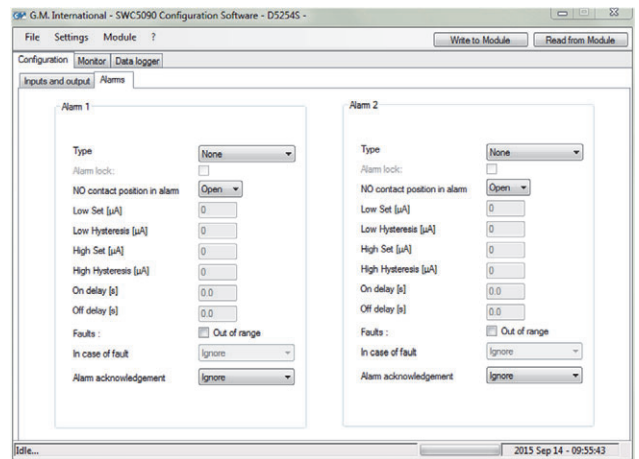 G.M. International - SWC5090 Configuration Software - D5254S -
File Settings Module ?
Write to Module Read from Module
Configuration Monitor Data logger
Inputs and output Alarms
Alarm 1
Type None
Alarm lock:
NO contact position in alarm Open
Low Set [µA] 0
Low Hysteresis [µA] 0
High Set [µA] 0
High Hysteresis [µA] 0
On delay [s] 0.0
Off delay [s] 0.0
Faults : Out of range
In case of fault Ignore
Alarm acknowledgement Ignore
Alarm 2
Type None
Alarm lock:
NO contact position in alarm Open
Low Set [µA] 0
Low Hysteresis [µA] 0
High Set [µA] 0
High Hysteresis [µA] 0
On delay [s] 0.0
Off delay [s] 0.0
Faults : Out of range
In case of fault Ignore
Alarm acknowledgement Ignore
Idle... 2015 Sep 14 - 09:55:43